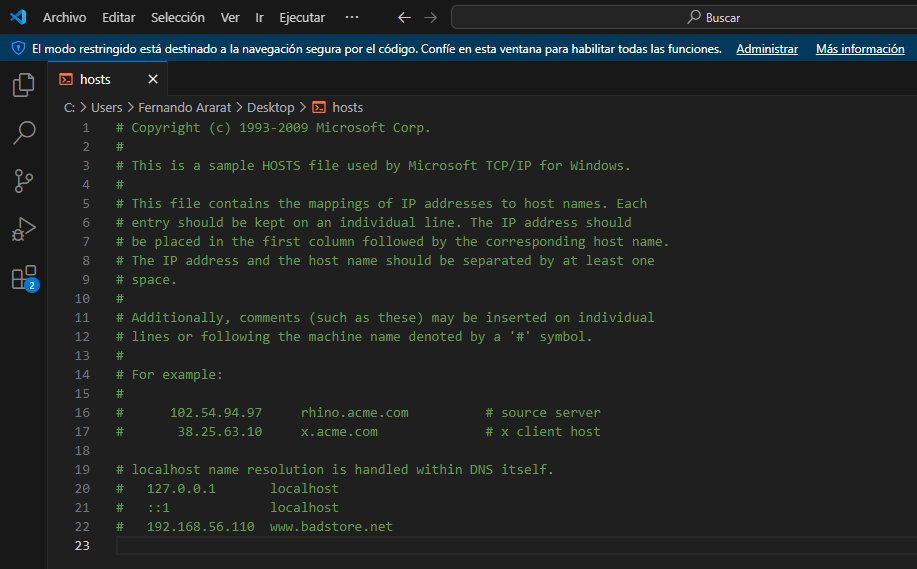 Archivo Editar Selección Ver Ir Ejecutar ··· Buscar
El modo restringido está destinado a la navegación segura por el código. Confíe en esta ventana para habilitar todas las funciones. Administrar Más información
hosts
C: > Users > Fernando Ararat > Desktop > hosts
1 # Copyright (c) 1993-2009 Microsoft Corp.
2 #
3 # This is a sample HOSTS file used by Microsoft TCP/IP for Windows.
4 #
5 # This file contains the mappings of IP addresses to host names. Each
6 # entry should be kept on an individual line. The IP address should
7 # be placed in the first column followed by the corresponding host name.
8 # The IP address and the host name should be separated by at least one
9 # space.
10 #
11 # Additionally, comments (such as these) may be inserted on individual
12 # lines or following the machine name denoted by a '#' symbol.
13 #
14 # For example:
15 #
16 #      102.54.94.97     rhino.acme.com          # source server
17 #       38.25.63.10     x.acme.com              # x client host
18
19 # localhost name resolution is handled within DNS itself.
20 #   127.0.0.1       localhost
21 #   ::1             localhost
22 #   192.168.56.110  www.badstore.net
23
2